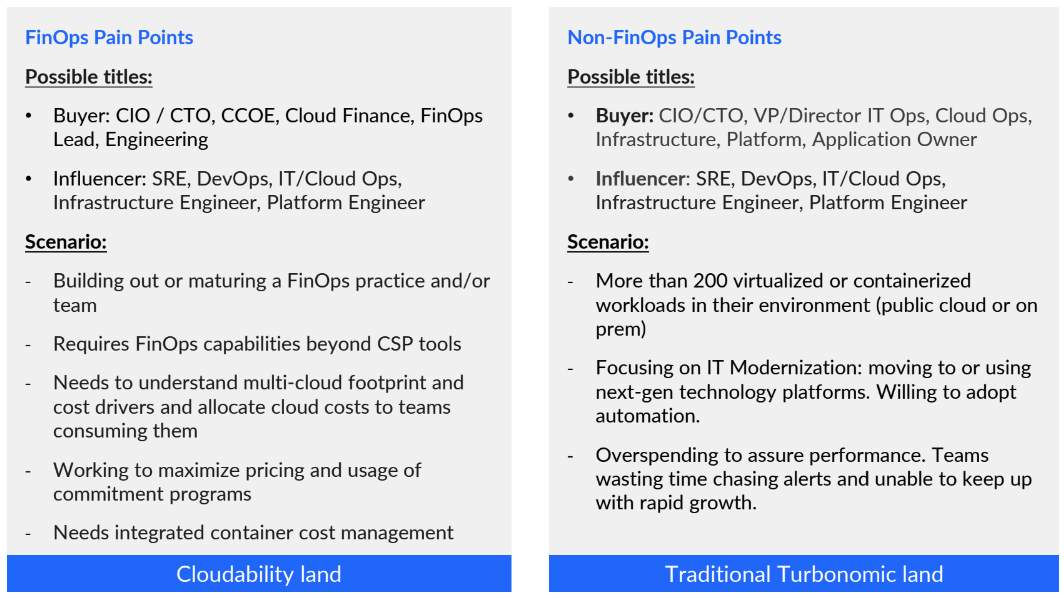 FinOps Pain Points
Possible titles:
• Buyer: CIO / CTO, CCOE, Cloud Finance, FinOps
Lead, Engineering
• Influencer: SRE, DevOps, IT/Cloud Ops,
Infrastructure Engineer, Platform Engineer
Scenario:
- Building out or maturing a FinOps practice and/or
team
- Requires FinOps capabilities beyond CSP tools
- Needs to understand multi-cloud footprint and
cost drivers and allocate cloud costs to teams
consuming them
- Working to maximize pricing and usage of
commitment programs
- Needs integrated container cost management
Cloudability land
Non-FinOps Pain Points
Possible titles:
• Buyer: CIO/CTO, VP/Director IT Ops, Cloud Ops,
Infrastructure, Platform, Application Owner
• Influencer: SRE, DevOps, IT/Cloud Ops,
Infrastructure Engineer, Platform Engineer
Scenario:
- More than 200 virtualized or containerized
workloads in their environment (public cloud or on
prem)
- Focusing on IT Modernization: moving to or using
next-gen technology platforms. Willing to adopt
automation.
- Overspending to assure performance. Teams
wasting time chasing alerts and unable to keep up
with rapid growth.
Traditional Turbonomic land